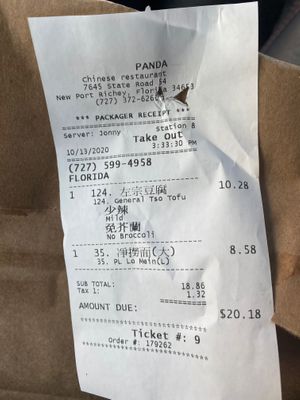 PANDA
Chinese restaurant
7645 State Road 54
New Port Richey, Florida 34653
(727) 372-626
*** PACKAGER RECEIPT ***
Server: Jonny Station 8
Take Out
10/13/2020 3:33:30 PM
(727) 599-4958
FLORIDA
1 124. 左宗豆腐 10.28
124. General Tso Tofu
少辣
Mild
免芥蘭
No Broccoli
1 35. 净捞面(大) 8.58
35. PL Lo Mein(L)
SUB TOTAL: 18.86
Tax 1: 1.32
AMOUNT DUE: $20.18
Ticket #: 9
Order #: 179262